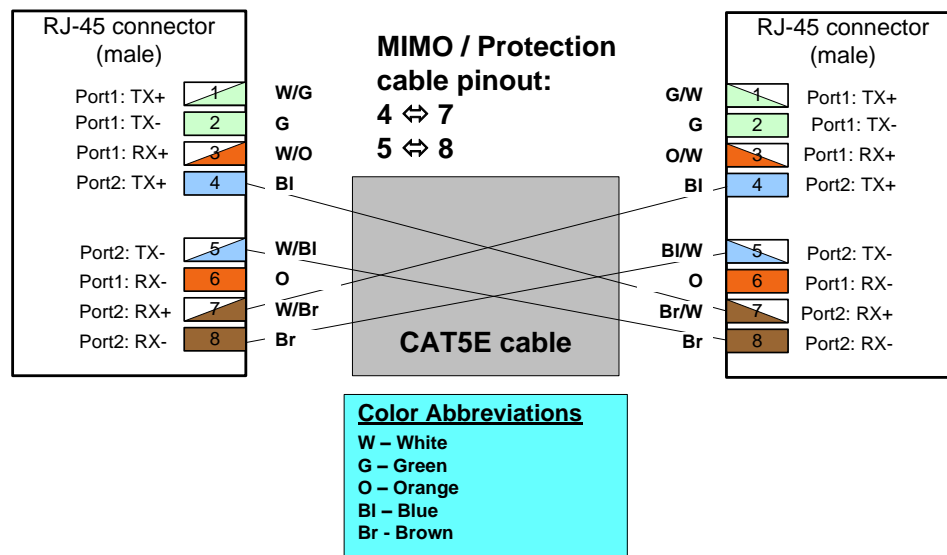 RJ-45 connector
(male)
Port1: TX+ 1 W/G
Port1: TX- 2 G
Port1: RX+ 3 W/O
Port2: TX+ 4 Bl
Port2: TX- 5 W/Bl
Port1: RX- 6 O
Port2: RX+ 7 W/Br
Port2: RX- 8 Br
MIMO / Protection
cable pinout:
4 ⇔ 7
5 ⇔ 8
CAT5E cable
RJ-45 connector
(male)
G/W 1 Port1: TX+
G 2 Port1: TX-
O/W 3 Port1: RX+
Bl 4 Port2: TX+
Bl/W 5 Port2: TX-
O 6 Port1: RX-
Br/W 7 Port2: RX+
Br 8 Port2: RX-
Color Abbreviations
W – White
G – Green
O – Orange
Bl – Blue
Br - Brown